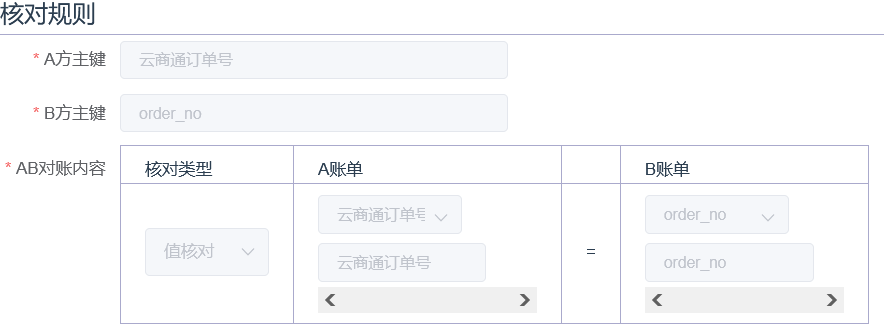 核对规则
* A方主键 云商通订单号
* B方主键 order_no
* AB对账内容 核对类型 A账单 B账单
云商通订单号 order_no
值核对 =
云商通订单号 order_no